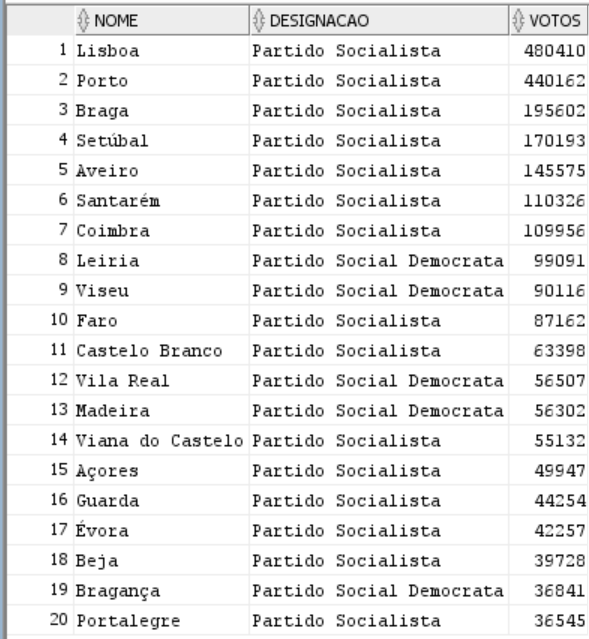 NOME DESIGNACAO VOTOS
1 Lisboa Partido Socialista 480410
2 Porto Partido Socialista 440162
3 Braga Partido Socialista 195602
4 Setúbal Partido Socialista 170193
5 Aveiro Partido Socialista 145575
6 Santarém Partido Socialista 110326
7 Coimbra Partido Socialista 109956
8 Leiria Partido Social Democrata 99091
9 Viseu Partido Social Democrata 90116
10 Faro Partido Socialista 87162
11 Castelo Branco Partido Socialista 63398
12 Vila Real Partido Social Democrata 56507
13 Madeira Partido Social Democrata 56302
14 Viana do Castelo Partido Socialista 55132
15 Açores Partido Socialista 49947
16 Guarda Partido Socialista 44254
17 Évora Partido Socialista 42257
18 Beja Partido Socialista 39728
19 Bragança Partido Social Democrata 36841
20 Portalegre Partido Socialista 36545